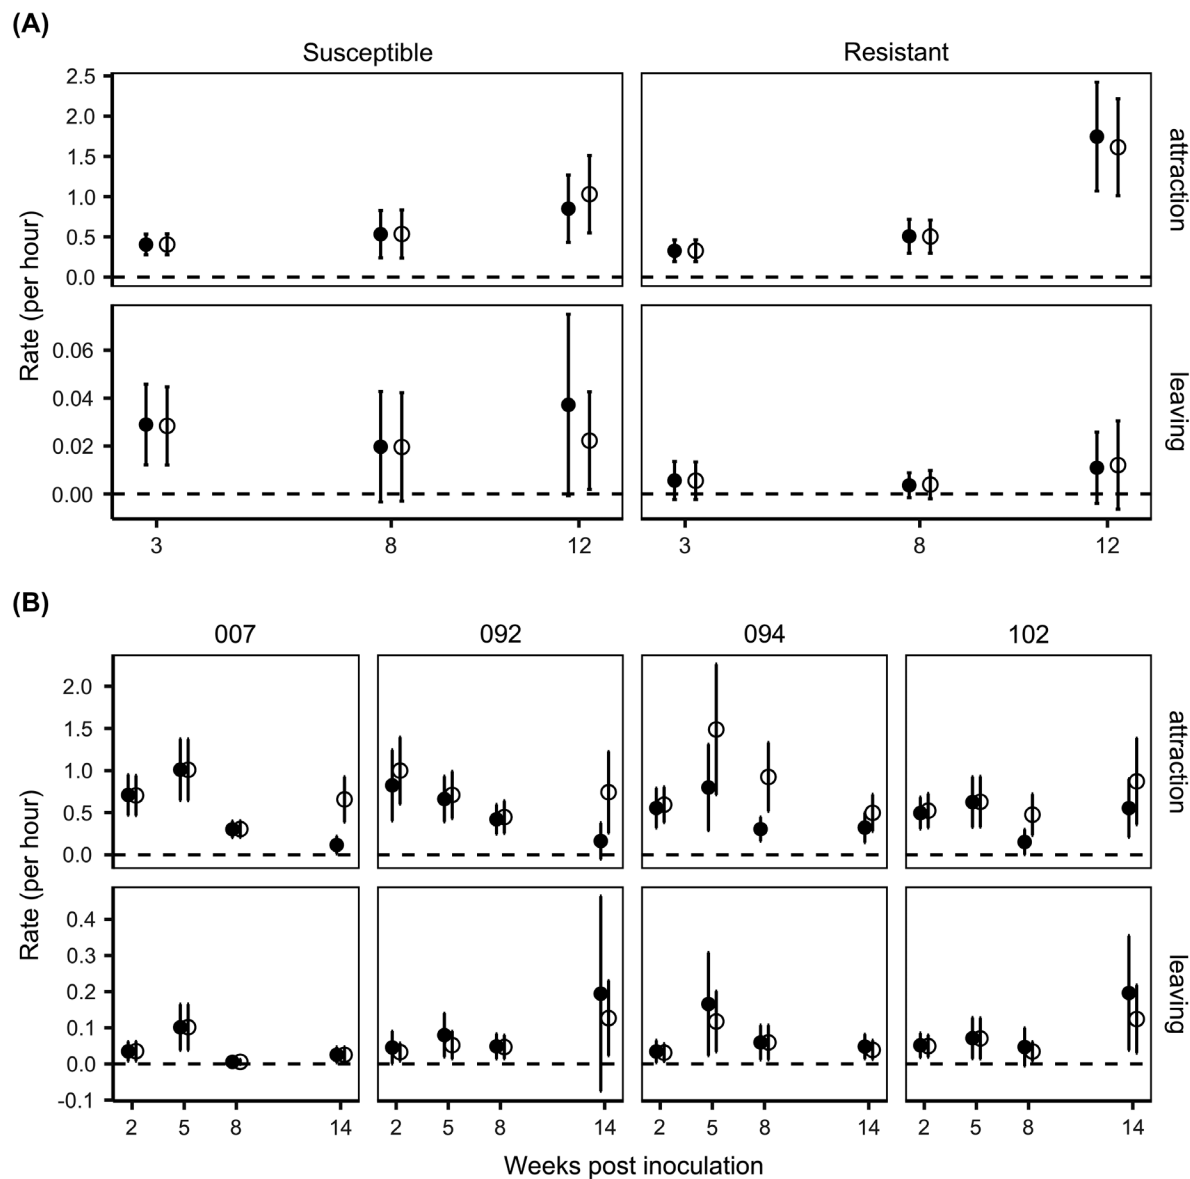 (A)
Susceptible Resistant
2.5
2.0
1.5
1.0
0.5
0.0
attraction
Rate (per hour)
0.06
0.04
0.02
0.00
leaving
3 8 12 3 8 12
(B)
007 092 094 102
2.0
1.5
1.0
0.5
0.0
attraction
Rate (per hour)
0.4
0.3
0.2
0.1
0.0
-0.1
leaving
2 5 8 14 2 5 8 14 2 5 8 14 2 5 8 14
Weeks post inoculation